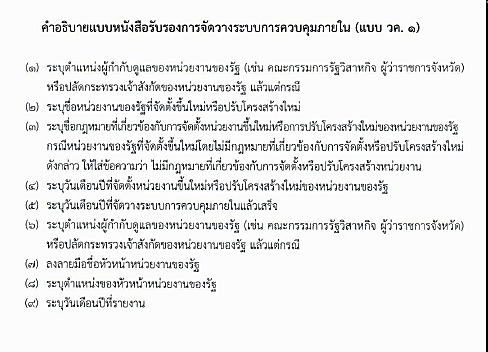 คำอธิบายแบบหนังสือรับรองการจัดวางระบบการควบคุมภายใน (แบบ วค. ๑)
(๑) ระบุตำแหน่งผู้กำกับดูแลของหน่วยงานของรัฐ (เช่น คณะกรรมการรัฐวิสาหกิจ ผู้ว่าราชการจังหวัด)
หรือปลัดกระทรวงเจ้าสังกัดของหน่วยงานของรัฐ แล้วแต่กรณี
(๒) ระบุชื่อหน่วยงานของรัฐที่จัดตั้งขึ้นใหม่หรือปรับโครงสร้างใหม่
(๓) ระบุชื่อกฎหมายที่เกี่ยวข้องกับการจัดตั้งหน่วยงานขึ้นใหม่หรือการปรับโครงสร้างใหม่ของหน่วยงานของรัฐ
กรณีหน่วยงานของรัฐที่จัดตั้งขึ้นใหม่โดยไม่มีกฎหมายที่เกี่ยวข้องกับการจัดตั้งหรือปรับโครงสร้างใหม่
ดังกล่าว ให้ใส่ข้อความว่า ไม่มีกฎหมายที่เกี่ยวข้องกับการจัดตั้งหรือปรับโครงสร้างหน่วยงาน
(๔) ระบุวันเดือนปีที่จัดตั้งหน่วยงานขึ้นใหม่หรือปรับโครงสร้างใหม่ของหน่วยงานของรัฐ
(๕) ระบุวันเดือนปีที่จัดวางระบบการควบคุมภายในแล้วเสร็จ
(๖) ระบุตำแหน่งผู้กำกับดูแลของหน่วยงานของรัฐ (เช่น คณะกรรมการรัฐวิสาหกิจ ผู้ว่าราชการจังหวัด)
หรือปลัดกระทรวงเจ้าสังกัดของหน่วยงานของรัฐ แล้วแต่กรณี
(๗) ลงลายมือชื่อหัวหน้าหน่วยงานของรัฐ
(๘) ระบุตำแหน่งของหัวหน้าหน่วยงานของรัฐ
(๙) ระบุวันเดือนปีที่รายงาน